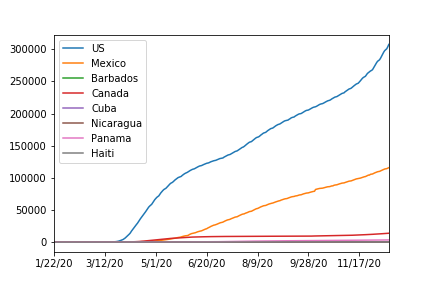 300000
250000
200000
150000
100000
50000
0
US
Mexico
Barbados
Canada
Cuba
Nicaragua
Panama
Haiti
1/22/20 3/12/20 5/1/20 6/20/20 8/9/20 9/28/20 11/17/20